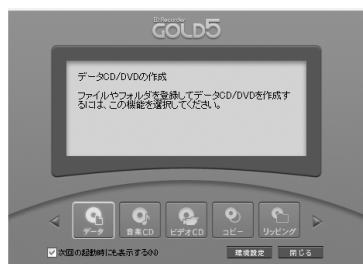 B's Recorder
GOLD5
データCD/DVDの作成
ファイルやフォルダを登録してデータCD/DVDを作成す
るには、この機能を選択してください。
データ
音楽CD
ビデオCD
コピー
リッピング
次回の起動時にも表示する(N)
環境設定
閉じる